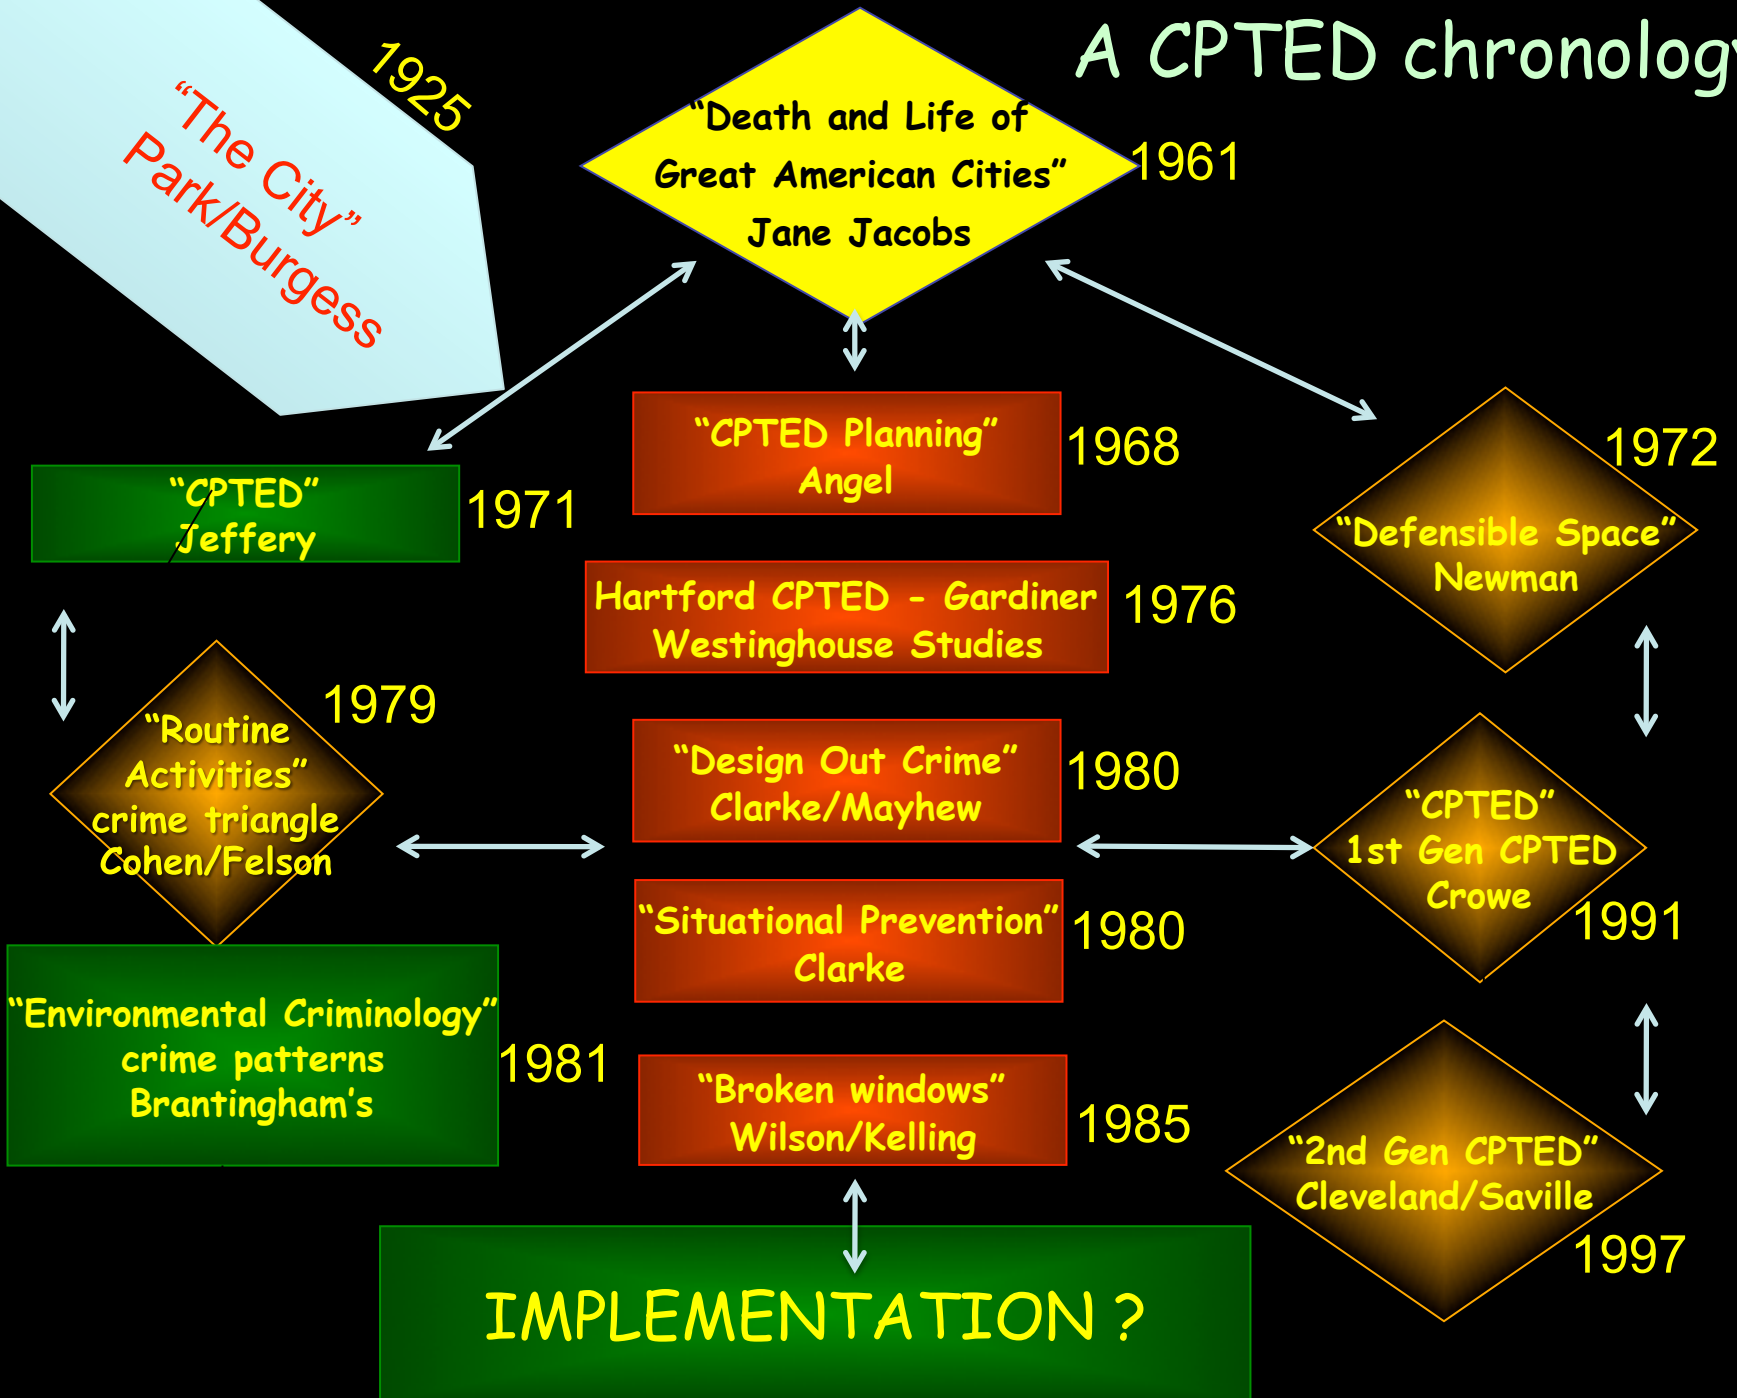 A CPTED chronology
1925
“The City”
Park/Burgess
“Death and Life of
Great American Cities”
Jane Jacobs
1961
“CPTED Planning”
Angel
1968
“CPTED”
Jeffery
1971
1972
“Defensible Space”
Newman
Hartford CPTED - Gardiner
Westinghouse Studies
1976
1979
“Routine
Activities”
crime triangle
Cohen/Felson
“Design Out Crime”
Clarke/Mayhew
1980
“CPTED”
1st Gen CPTED
Crowe
1991
“Situational Prevention”
Clarke
1980
“Environmental Criminology”
crime patterns
Brantingham’s
1981
“Broken windows”
Wilson/Kelling
1985
“2nd Gen CPTED”
Cleveland/Saville
1997
IMPLEMENTATION ?